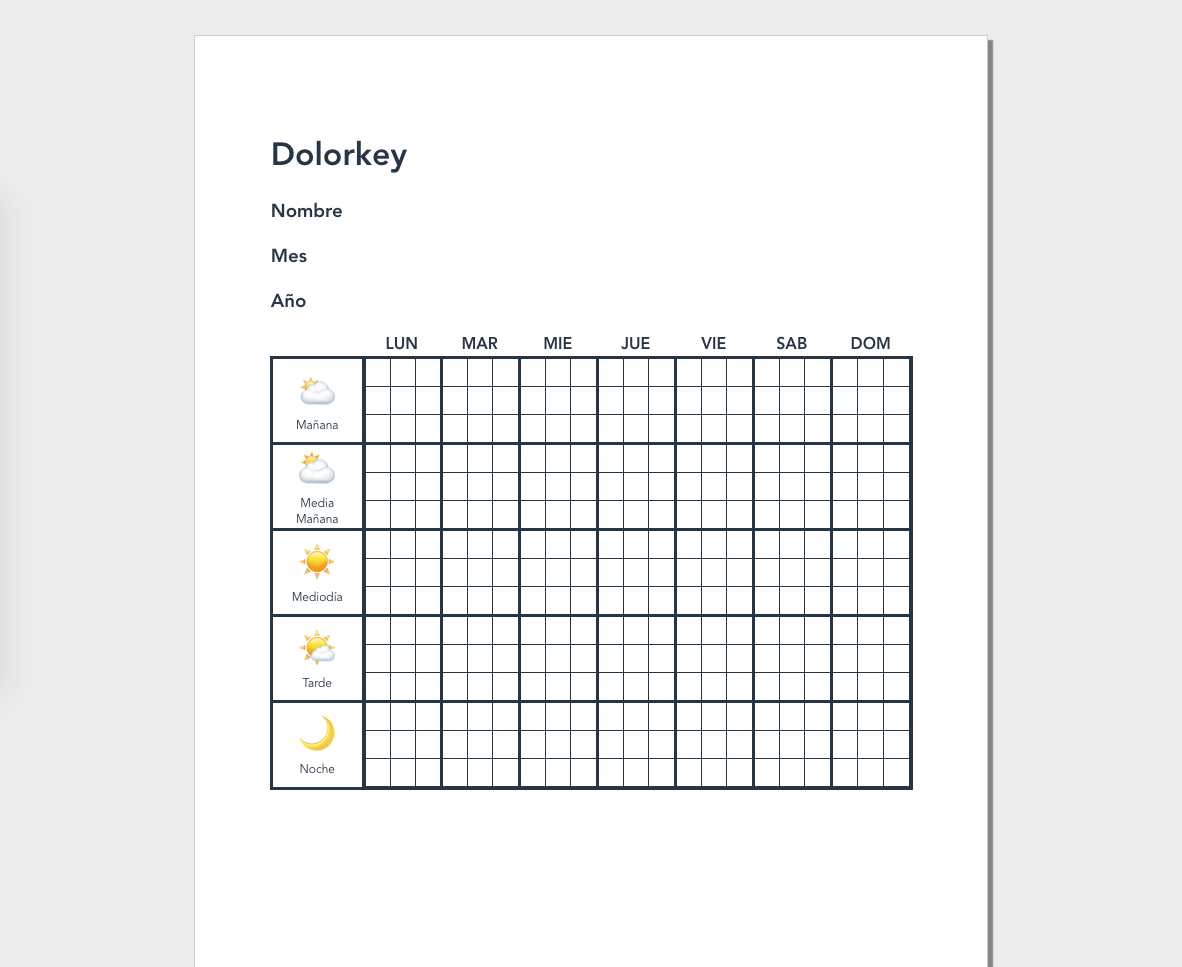 Dolorkey
Nombre
Mes
Año
LUN MAR MIE JUE VIE SAB DOM
Mañana
Media
Mañana
Mediodía
Tarde
Noche